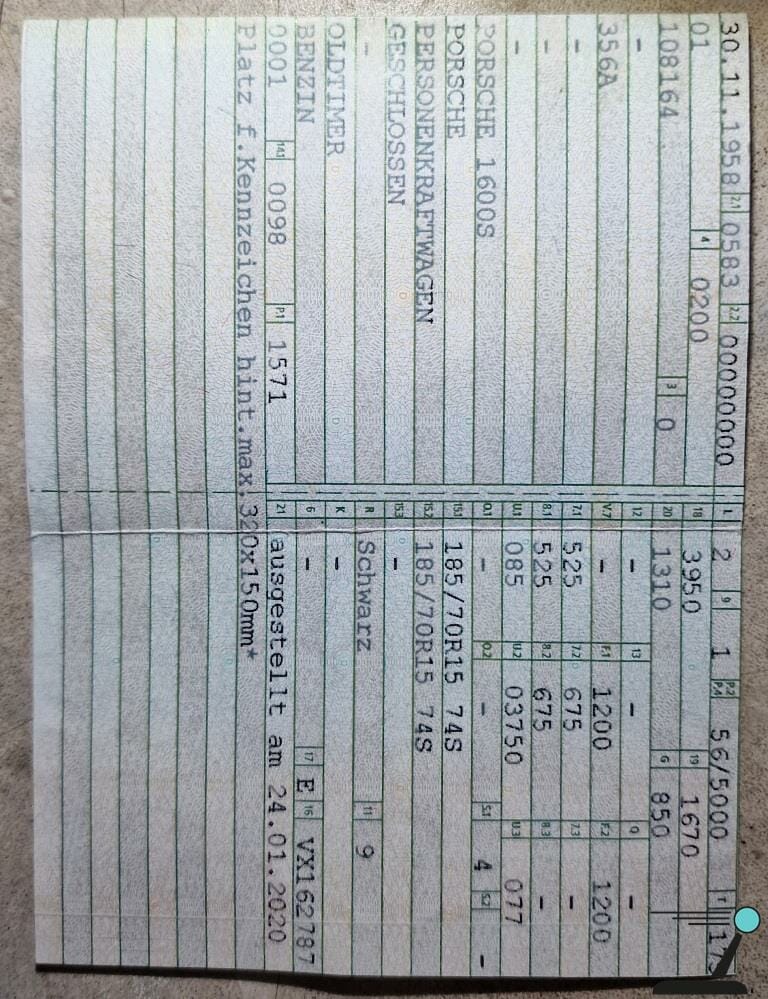 30.11.1958 2.1 0583 2.2 00000000 L 2 9 1 P.2 P.4 56/5000 T
01 4 0200 18 3950 19 1670
108164 3 0 20 1310 G 850
- 12 - 13 - Q -
356A V.7 - F.1 1200 F.2 1200
- 7.1 525 7.2 675 7.3 -
- 8.1 525 8.2 675 8.3 -
- U.1 085 U.2 03750 U.3 077
PORSCHE 1600S O.1 - O.2 - S.1 4 S.2 -
PORSCHE 15.1 185/70R15 74S
PERSONENKRAFTWAGEN 15.2 185/70R15 74S
GESCHLOSSEN 15.3 -
- R Schwarz 11 9
OLDTIMER K -
BENZIN 6 - 17 E 16 VX162787
0001 14.1 0098 P.1 1571 21 ausgestellt am 24.01.2020
Platz f.Kennzeichen hint.max.320x150mm*